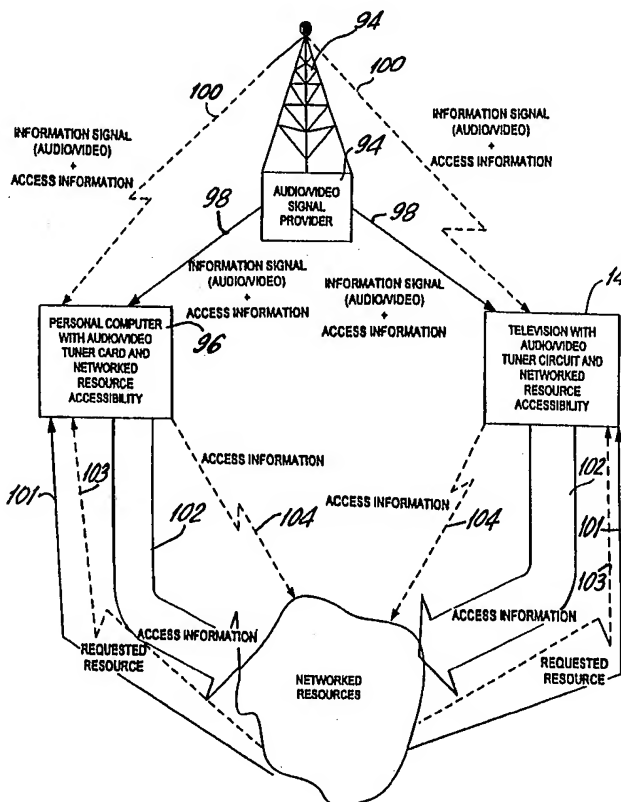 94
100
100
INFORMATION SIGNAL
(AUDIO/VIDEO)
+
ACCESS INFORMATION
INFORMATION SIGNAL
(AUDIO/VIDEO)
+
ACCESS INFORMATION
94
AUDIO/VIDEO
SIGNAL
PROVIDER
98
98
INFORMATION SIGNAL
(AUDIO/VIDEO)
+
ACCESS INFORMATION
INFORMATION SIGNAL
(AUDIO/VIDEO)
+
ACCESS INFORMATION
PERSONAL COMPUTER
WITH AUDIO/VIDEO
TUNER CARD AND
NETWORKED
RESOURCE
ACCESSIBILITY
96
14
TELEVISION WITH
AUDIO/VIDEO
TUNER CIRCUIT AND
NETWORKED
RESOURCE
ACCESSIBILITY
ACCESS INFORMATION
ACCESS INFORMATION
101
103
102
104
104
102
101
103
ACCESS INFORMATION
REQUESTED
RESOURCE
ACCESS INFORMATION
REQUESTED
RESOURCE
NETWORKED
RESOURCES